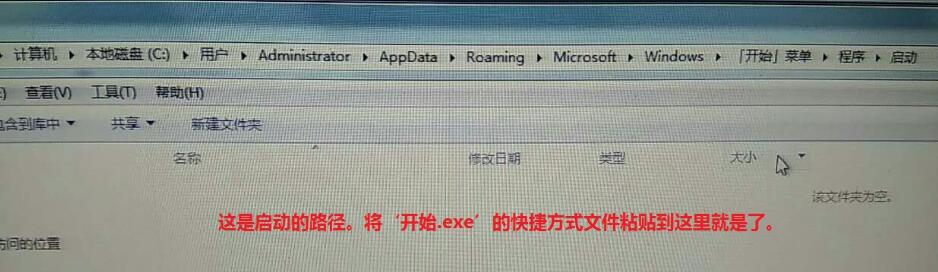 计算机 ▸ 本地磁盘 (C:) ▸ 用户 ▸ Administrator ▸ AppData ▸ Roaming ▸ Microsoft ▸ Windows ▸ 「开始」菜单 ▸ 程序 ▸ 启动
查看(V) 工具(T) 帮助(H)
含到库中 共享 新建文件夹
名称 修改日期 类型 大小
该文件夹为空。
这是启动的路径。将‘开始.exe’的快捷方式文件粘贴到这里就是了。
访问的位置